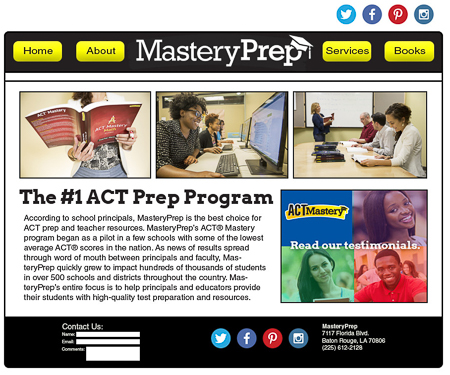 Home
About
MasteryPrep
Services
Books
ACT Mastery
The #1 ACT Prep Program
According to school principals, MasteryPrep is the best choice for
ACT prep and teacher resources. MasteryPrep's ACT® Mastery
program began as a pilot in a few schools with some of the lowest
average ACT® scores in the nation. As news of results spread
through word of mouth between principals and faculty, Mas-
teryPrep quickly grew to impact hundreds of thousands of students
in over 500 schools and districts throughout the country. Mas-
teryPrep's entire focus is to help principals and educators provide
their students with high-quality test preparation and resources.
ACTMastery
Read our testimonials.
Contact Us:
Name:
Email:
Comments:
MasteryPrep
7117 Florida Blvd.
Baton Rouge, LA 70806
(225) 612-2128